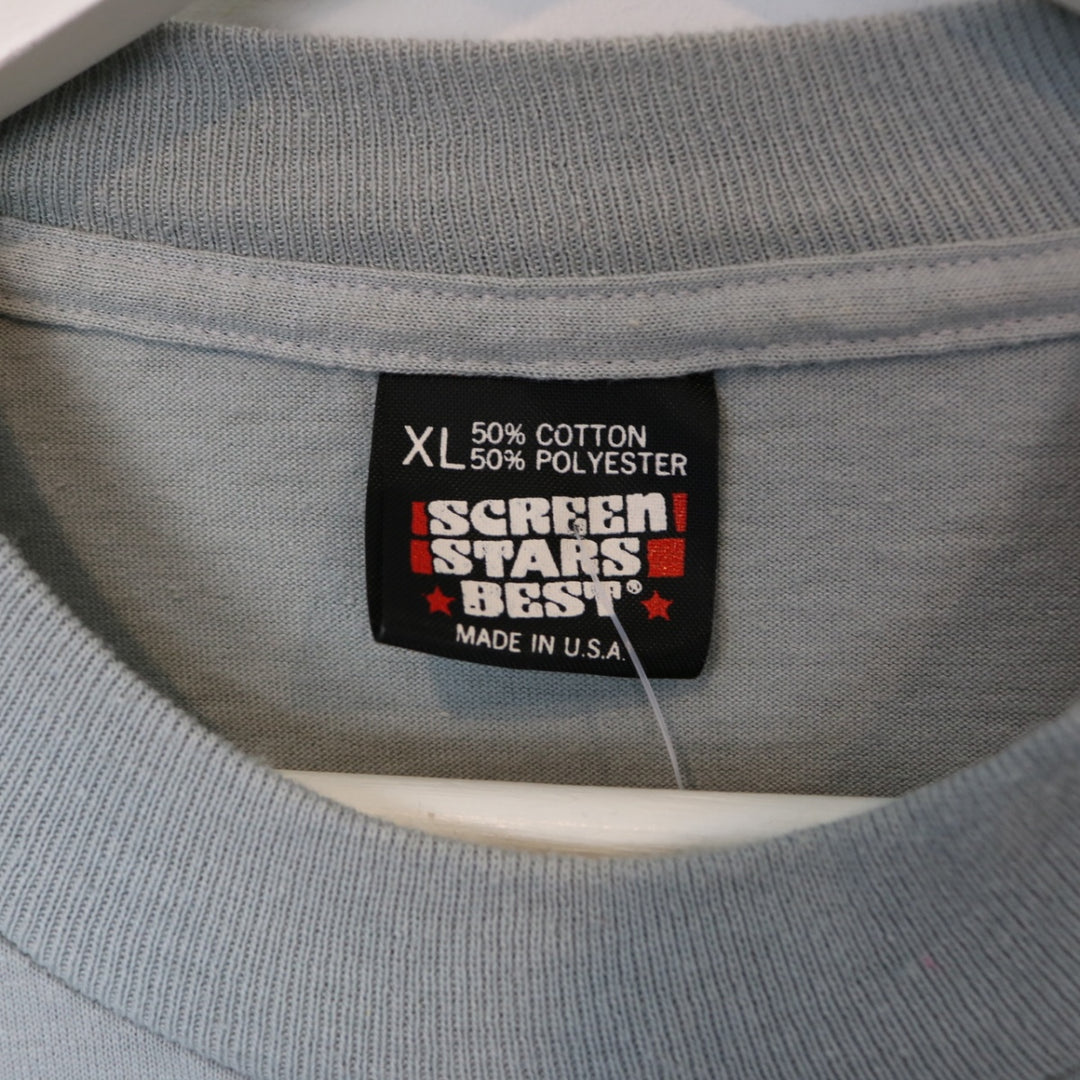 XL 50% COTTON
50% POLYESTER
SCREEN
STARS
BEST®
MADE IN U.S.A.